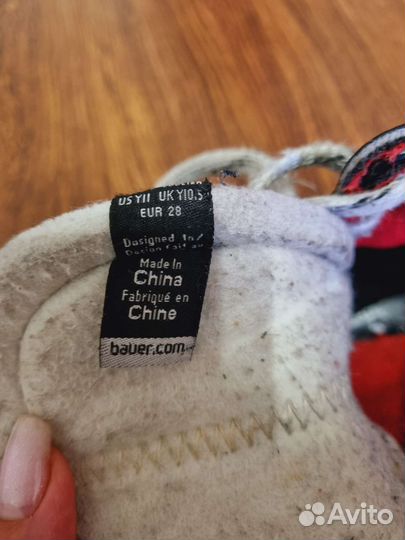 US Y11 UK Y10.5
EUR 28
Designed In/
Made In
China
Fabriqué en
Chine
bauer.com
Avito